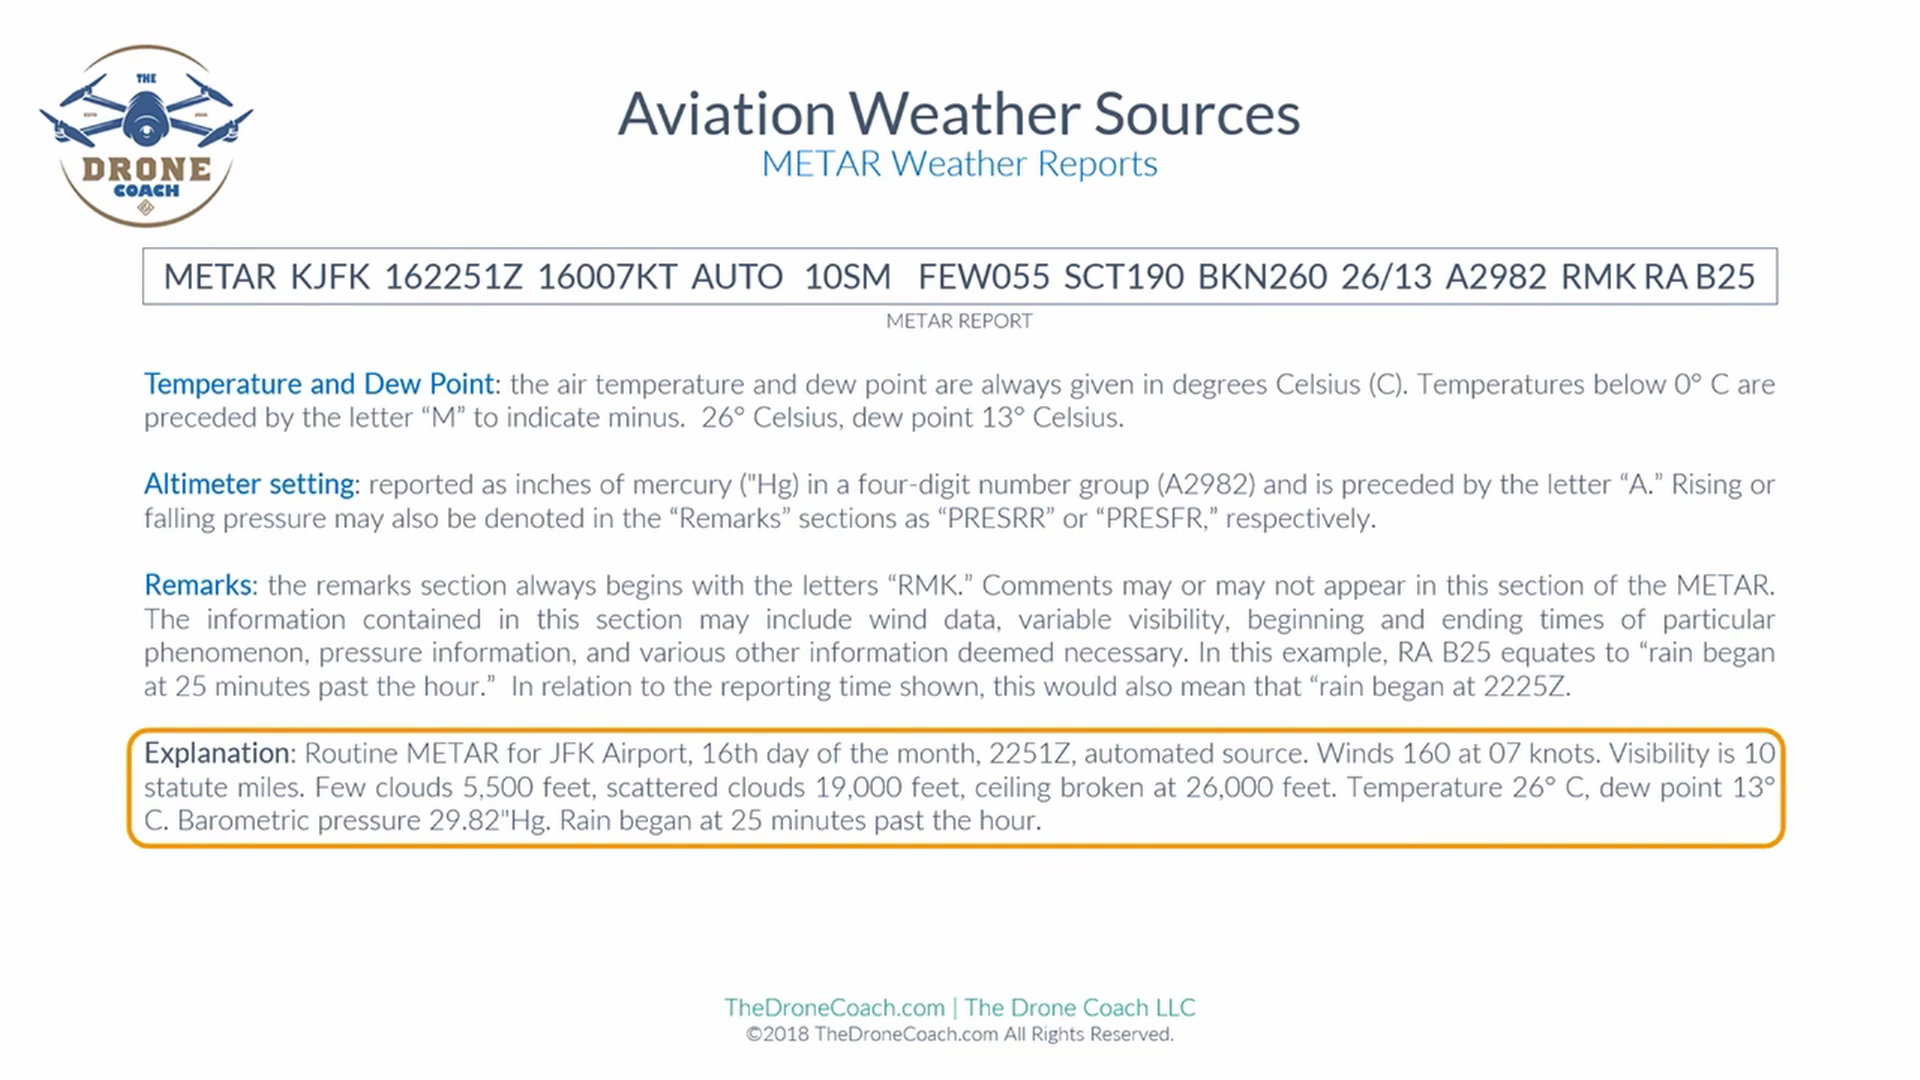 THE
DRONE
COACH
Aviation Weather Sources
METAR Weather Reports
METAR KJFK 162251Z 16007KT AUTO 10SM FEW055 SCT190 BKN260 26/13 A2982 RMK RA B25
METAR REPORT
Temperature and Dew Point: the air temperature and dew point are always given in degrees Celsius (C). Temperatures below 0° C are
preceded by the letter “M” to indicate minus. 26° Celsius, dew point 13° Celsius.
Altimeter setting: reported as inches of mercury ("Hg) in a four-digit number group (A2982) and is preceded by the letter “A.” Rising or
falling pressure may also be denoted in the “Remarks” sections as “PRESRR” or “PRESFR,” respectively.
Remarks: the remarks section always begins with the letters “RMK.” Comments may or may not appear in this section of the METAR.
The information contained in this section may include wind data, variable visibility, beginning and ending times of particular
phenomenon, pressure information, and various other information deemed necessary. In this example, RA B25 equates to “rain began
at 25 minutes past the hour.” In relation to the reporting time shown, this would also mean that “rain began at 2225Z.
Explanation: Routine METAR for JFK Airport, 16th day of the month, 2251Z, automated source. Winds 160 at 07 knots. Visibility is 10
statute miles. Few clouds 5,500 feet, scattered clouds 19,000 feet, ceiling broken at 26,000 feet. Temperature 26° C, dew point 13°
C. Barometric pressure 29.82"Hg. Rain began at 25 minutes past the hour.
TheDroneCoach.com | The Drone Coach LLC
©2018 TheDroneCoach.com All Rights Reserved.